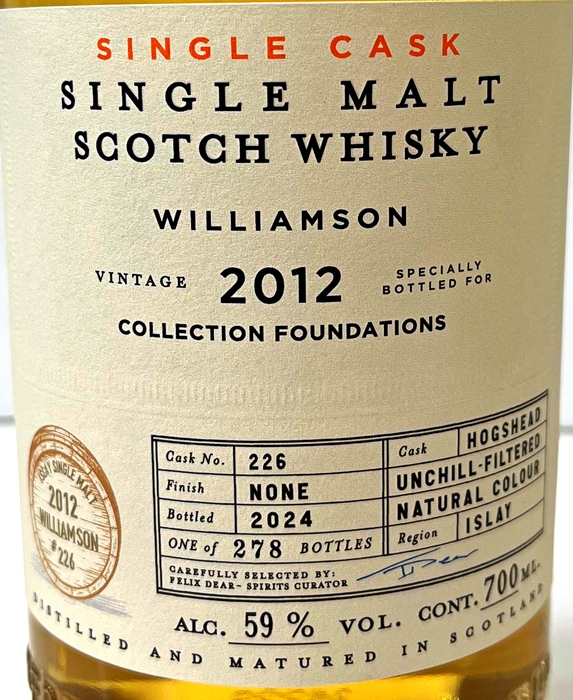 SINGLE CASK
SINGLE MALT
SCOTCH WHISKY
WILLIAMSON
VINTAGE 2012 SPECIALLY BOTTLED FOR
COLLECTION FOUNDATIONS
Cask No. 226
Finish NONE
Bottled 2024
ONE of 278 BOTTLES
Cask HOGSHEAD
UNCHILL-FILTERED
NATURAL COLOUR
Region ISLAY
CAREFULLY SELECTED BY:
FELIX DEAR- SPIRITS CURATOR
ISLAY SINGLE MALT
2012
WILLIAMSON
#226
ALC. 59 % VOL. CONT. 700ML.
DISTILLED AND MATURED IN SCOTLAND